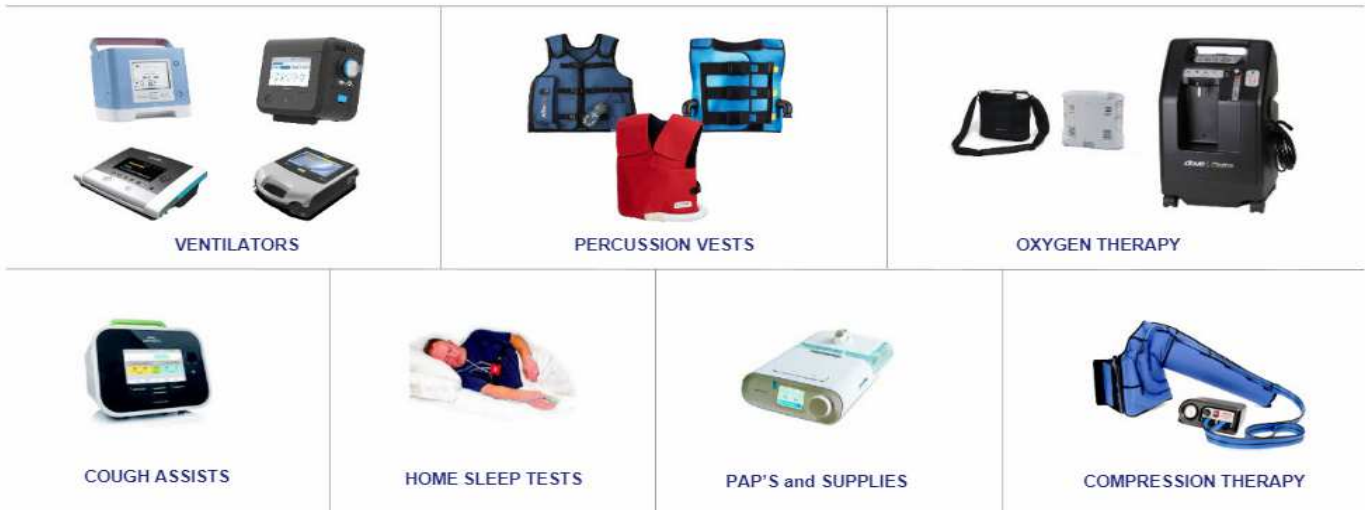 VENTILATORS
PERCUSSION VESTS
OXYGEN THERAPY
COUGH ASSISTS
HOME SLEEP TESTS
PAP'S and SUPPLIES
COMPRESSION THERAPY